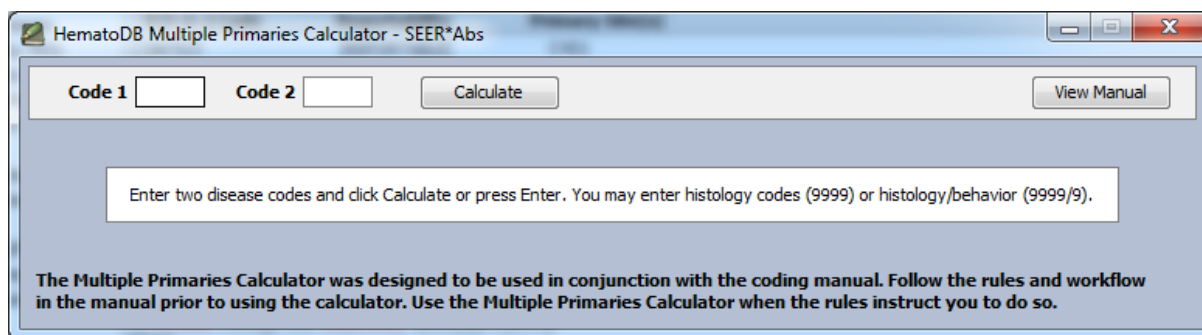 HematoDB Multiple Primaries Calculator - SEER*Abs
Code 1 Code 2 Calculate View Manual
Enter two disease codes and click Calculate or press Enter. You may enter histology codes (9999) or histology/behavior (9999/9).
The Multiple Primaries Calculator was designed to be used in conjunction with the coding manual. Follow the rules and workflow
in the manual prior to using the calculator. Use the Multiple Primaries Calculator when the rules instruct you to do so.